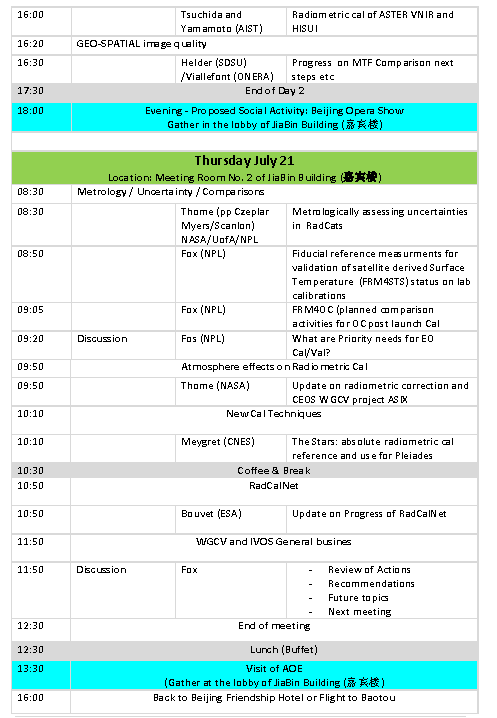 16:00 Tsuchida and Radiometric cal of ASTER VNIR and
Yamamoto (AIST) HISUI
16:20 GEO-SPATIAL image quality
16:30 Helder (SDSU) Progress on MTF Comparison next
/Viallefont (ONERA) steps etc
17:30 End of Day 2
18:00 Evening - Proposed Social Activity: Beijing Opera Show
Gather in the lobby of JiaBin Building (嘉宾楼)
Thursday July 21
Location: Meeting Room No. 2 of JiaBin Building (嘉宾楼)
08:30 Metrology / Uncertainty / Comparisons
08:30 Thome (pp Czeplar Metrologically assessing uncertainties
Myers/Scanlon) in RadCats
NASA/UofA/NPL
08:50 Fox (NPL) Fiducial reference measurments for
validation of satellite derived Surface
Temperature (FRM4STS) status on lab
calibrations
09:05 Fox (NPL) FRM4OC (planned comparison
activities for OC post launch Cal
09:20 Discussion Fos (NPL) What are Priority needs for EO
Cal/Val?
09:50 Atmosphere effects on Radiometric Cal
09:50 Thome (NASA) Update on radiometric correction and
CEOS WGCV project ASIX
10:10 New Cal Techniques
10:10 Meygret (CNES) The Stars: absolute radiometric cal
reference and use for Pleiades
10:30 Coffee & Break
10:50 RadCalNet
10:50 Bouvet (ESA) Update on Progress of RadCalNet
11:50 WGCV and IVOS General busines
11:50 Discussion Fox - Review of Actions
- Recommendations
- Future topics
- Next meeting
12:30 End of meeting
12:30 Lunch (Buffet)
13:30 Visit of AOE
(Gather at the lobby of JiaBin Building (嘉宾楼)
16:00 Back to Beijing Friendship Hotel or Flight to Baotou